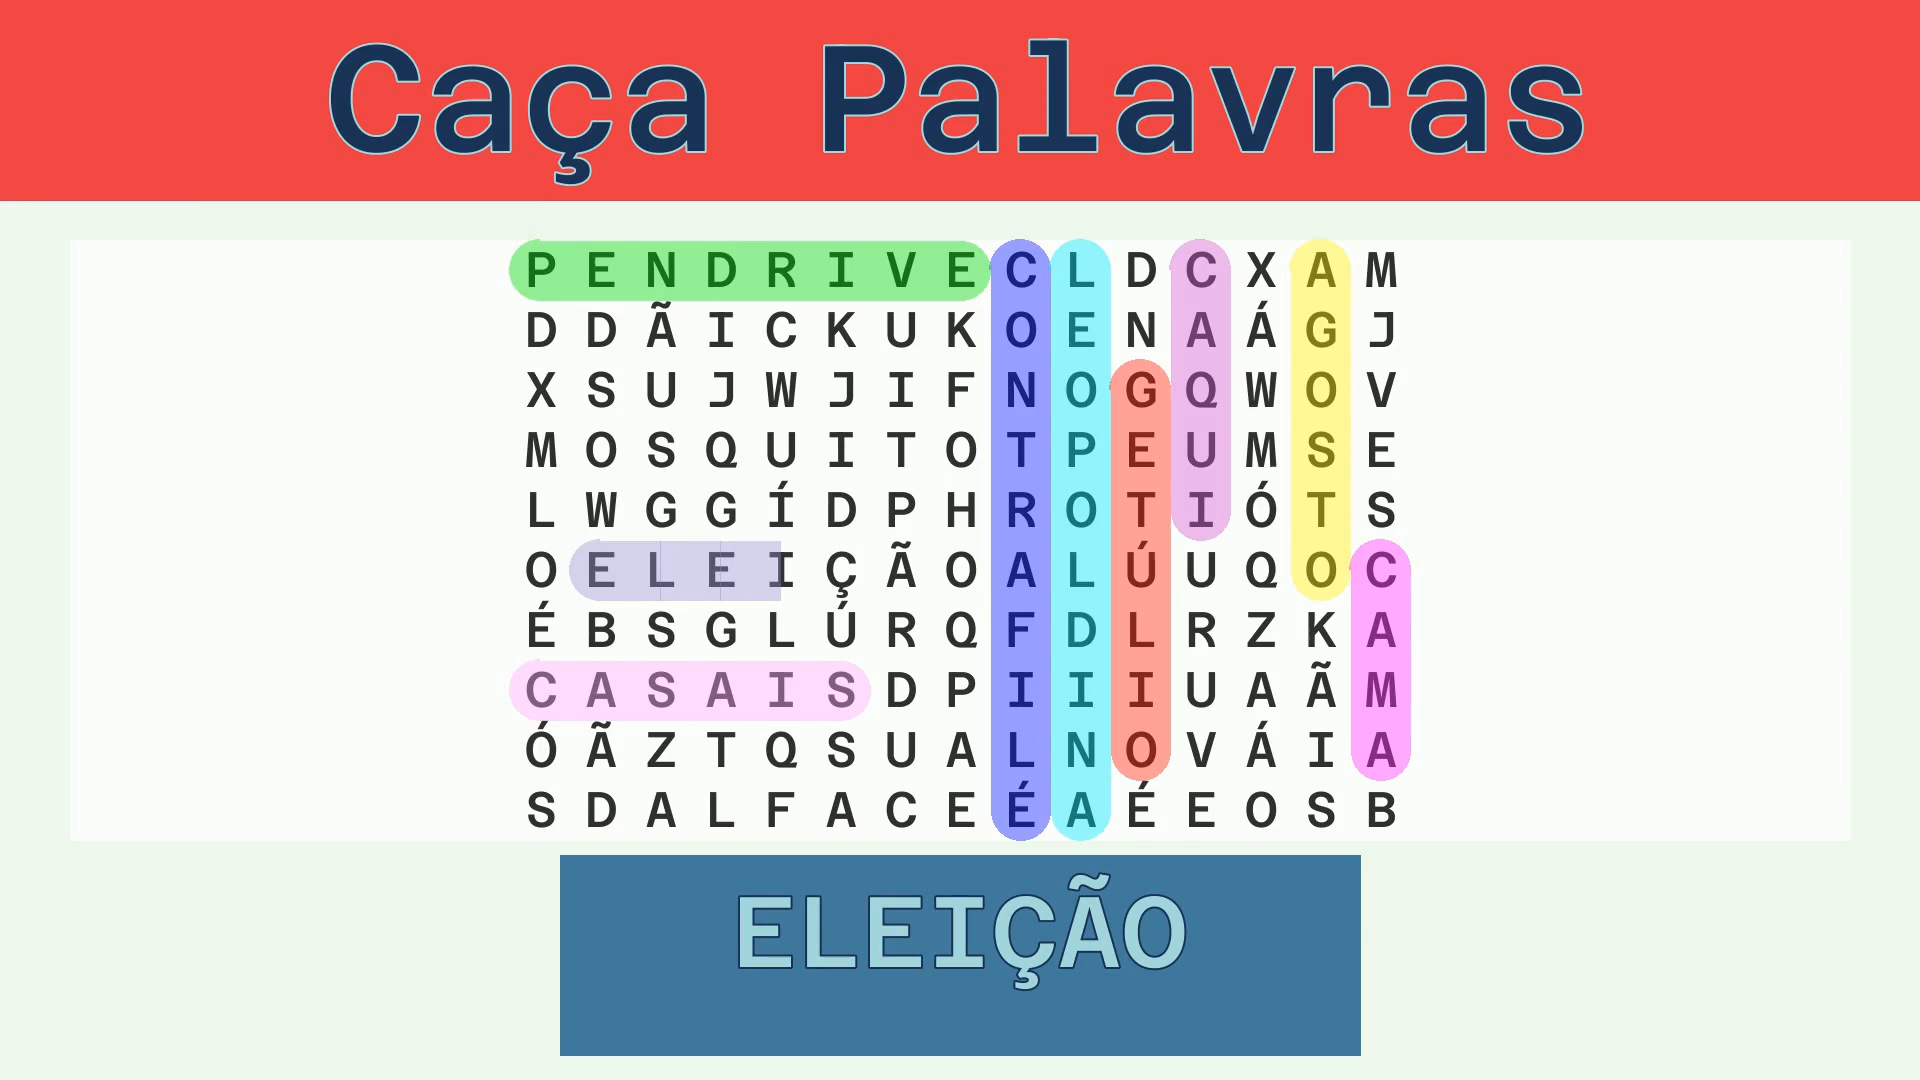 Caça Palavras
P E N D R I V E C L D C X A M
D D Ã I C K U K O E N A Á G J
X S U J W J I F N O G Q W O V
M O S Q U I T O T P E U M S E
L W G G Í D P H R O T I Ó T S
O E L E I Ç Ã O A L Ú U Q O C
É B S G L Ú R Q F D L R Z K A
C A S A I S D P I I I U A Ã M
Ó Ã Z T Q S U A L N O V Á I A
S D A L F A C E E É A É E O S B
ELEIÇÃO